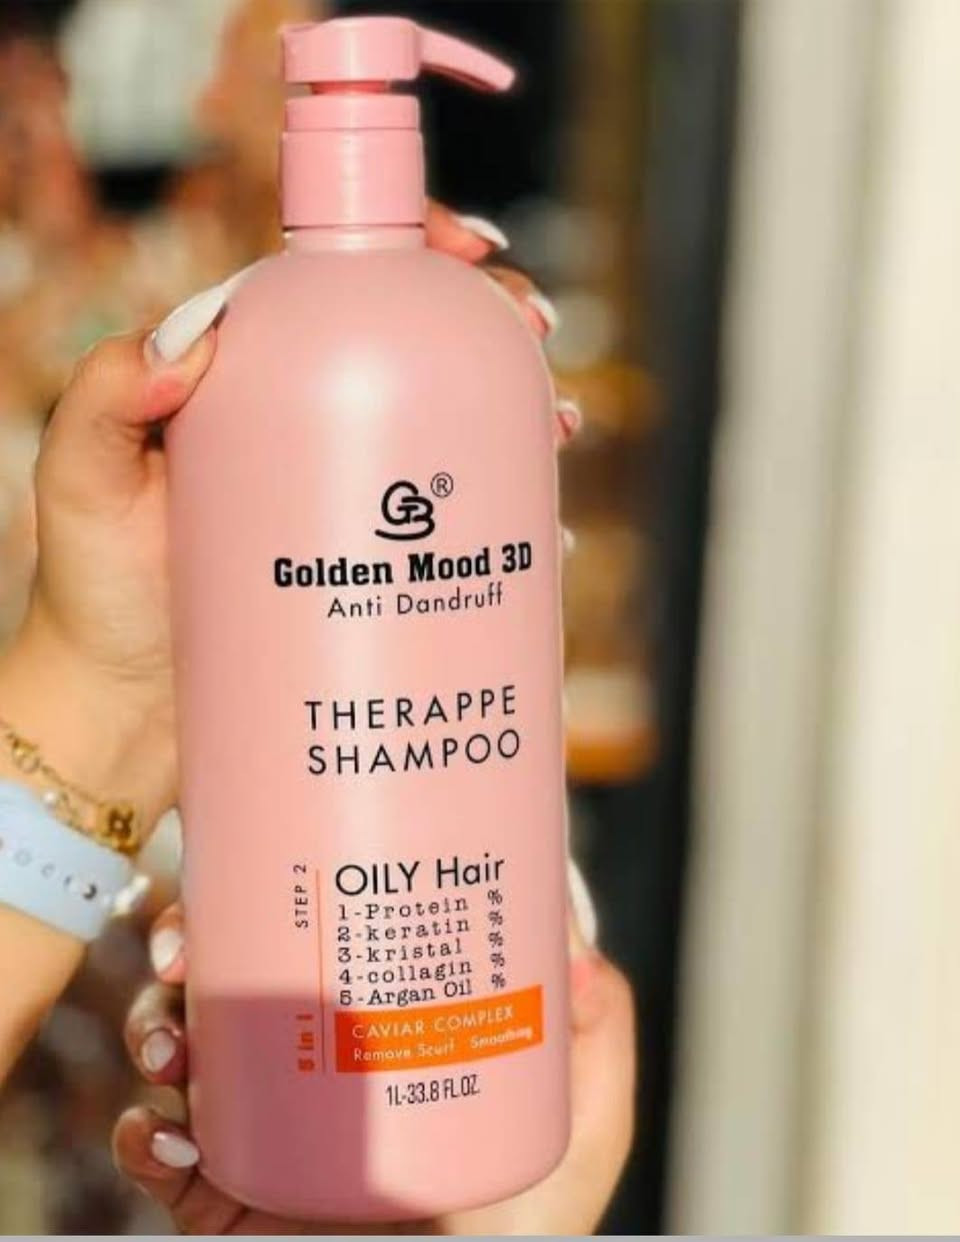 GB®
Golden Mood 3D
Anti Dandruff
THERAPPE
SHAMPOO
STEP 2
OILY Hair
1-Protein %
2-keratin %
3-kristal %
4-collagin %
5-Argan Oil %
5 in 1
CAVIAR COMPLEX
Remove Scurf Smoothing
1L-33.8 FL.OZ.